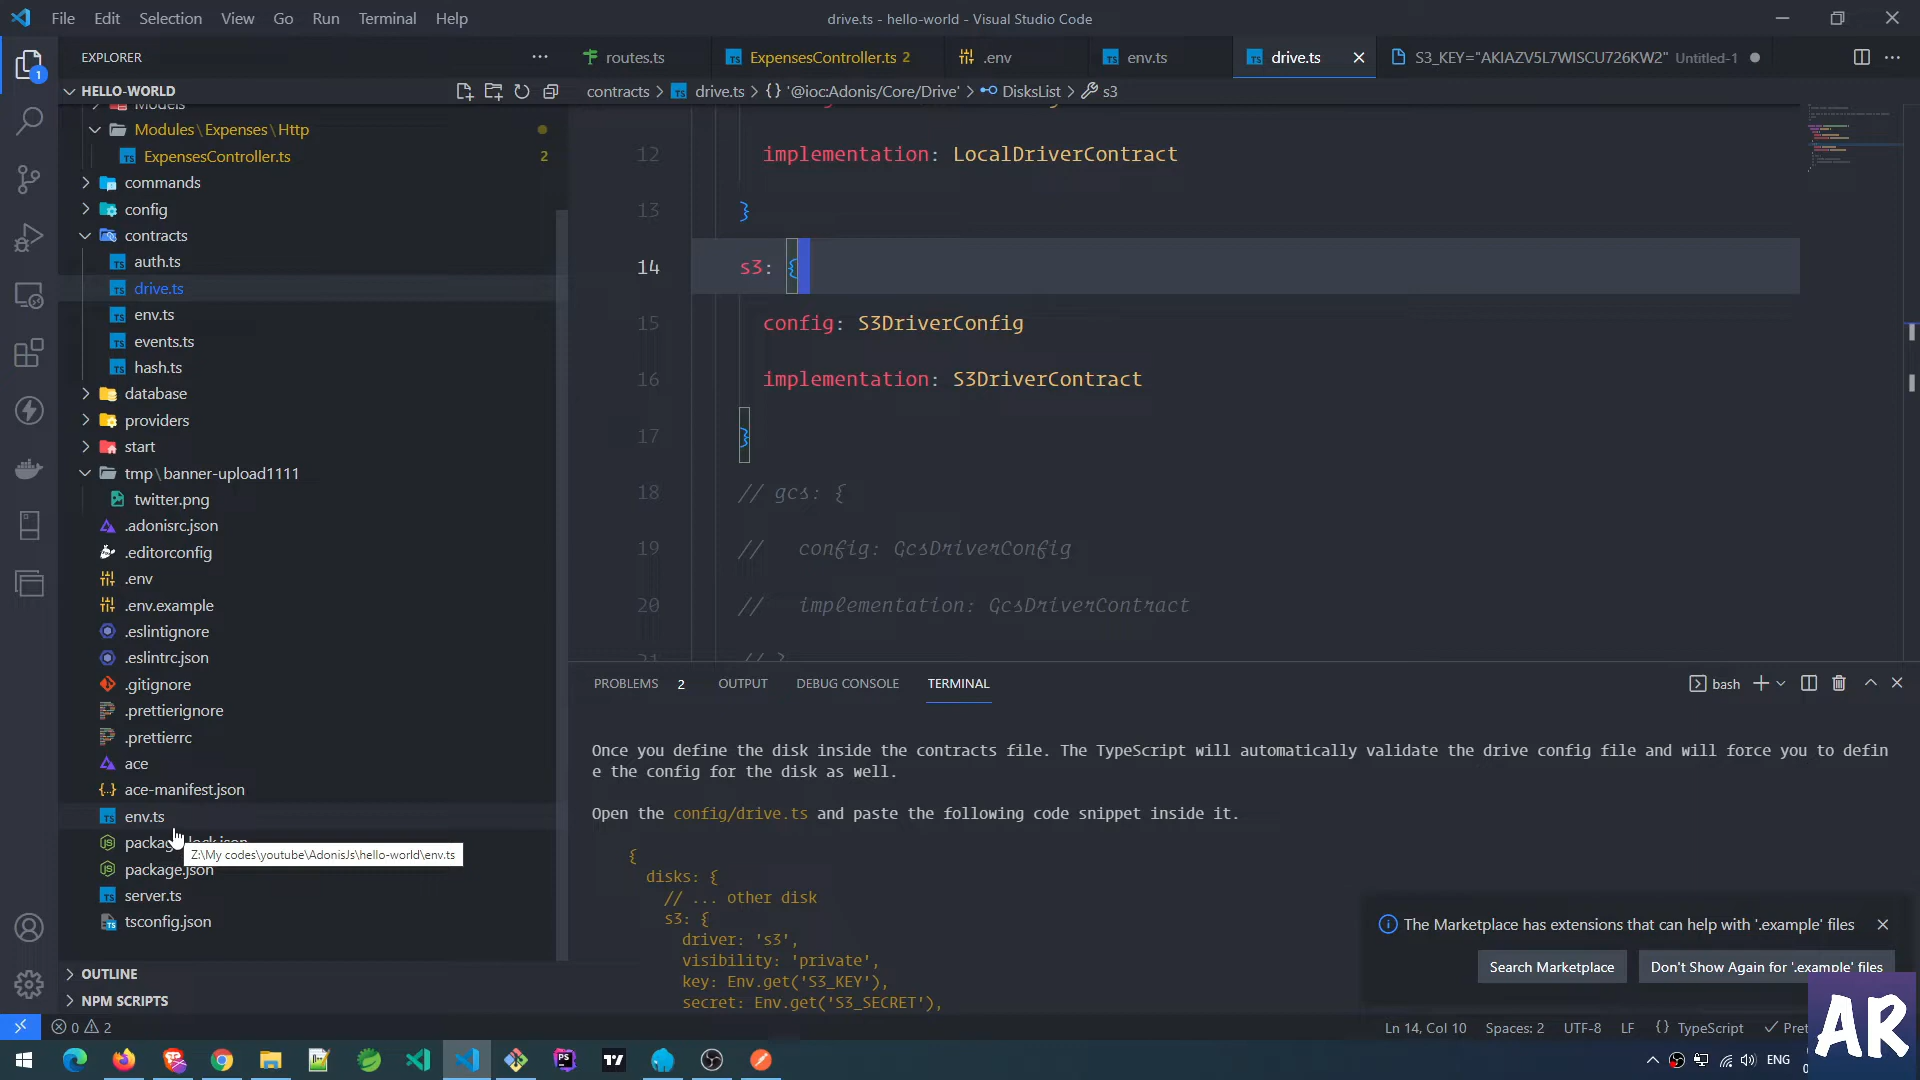 File Edit Selection View Go Run Terminal Help
drive.ts - hello-world - Visual Studio Code
EXPLORER
routes.ts
ExpensesController.ts 2
.env
env.ts
drive.ts
S3_KEY="AKIAZV5L7WISCU726KW2" Untitled-1
HELLO-WORLD
contracts > drive.ts > {} '@ioc:Adonis/Core/Drive' > DisksList > s3
Models
Modules\Expenses\Http
ExpensesController.ts 2
commands
config
contracts
auth.ts
drive.ts
env.ts
events.ts
hash.ts
database
providers
start
tmp\banner-upload1111
twitter.png
.adonisrc.json
.editorconfig
.env
.env.example
.eslintignore
.eslintrc.json
.gitignore
.prettierignore
.prettierrc
ace
ace-manifest.json
env.ts
Z:\My codes\youtube\AdonisJs\hello-world\env.ts
package.json
server.ts
tsconfig.json
OUTLINE
NPM SCRIPTS
12 implementation: LocalDriverContract
13 }
14 s3: {
15 config: S3DriverConfig
16 implementation: S3DriverContract
17 }
18 // gcs: {
19 // config: GcsDriverConfig
20 // implementation: GcsDriverContract
21 // }
PROBLEMS 2 OUTPUT DEBUG CONSOLE TERMINAL
bash
Once you define the disk inside the contracts file. The TypeScript will automatically validate the drive config file and will force you to defin
e the config for the disk as well.
Open the config/drive.ts and paste the following code snippet inside it.
{
disks: {
// ... other disk
s3: {
driver: 's3',
visibility: 'private',
key: Env.get('S3_KEY'),
secret: Env.get('S3_SECRET'),
The Marketplace has extensions that can help with '.example' files
Search Marketplace
Don't Show Again for '.example' files
0 2
Ln 14, Col 10 Spaces: 2 UTF-8 LF {} TypeScript
ENG
AR